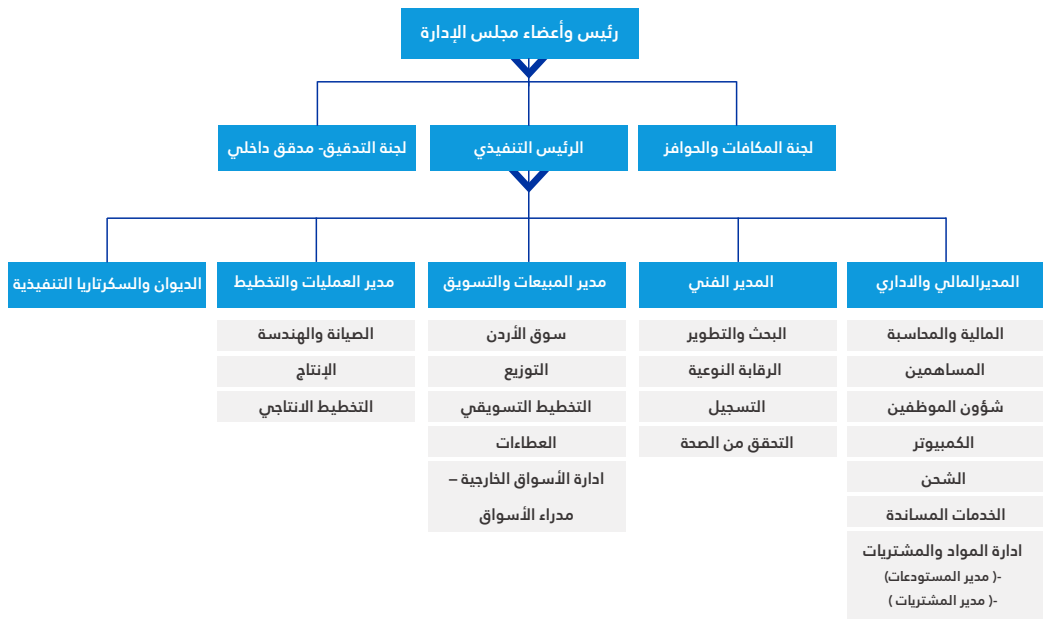 رئيس وأعضاء مجلس الإدارة
لجنة المكافات والحوافز
الرئيس التنفيذي
لجنة التدقيق- مدقق داخلي
المديرالمالي والاداري
المدير الفني
مدير المبيعات والتسويق
مدير العمليات والتخطيط
الديوان والسكرتاريا التنفيذية
المالية والمحاسبة
المساهمين
شؤون الموظفين
الكمبيوتر
الشحن
الخدمات المساندة
ادارة المواد والمشتريات
-( مدير المستودعات)
-( مدير المشتريات )
البحث والتطوير
الرقابة النوعية
التسجيل
التحقق من الصحة
سوق الأردن
التوزيع
التخطيط التسويقي
العطاءات
ادارة الأسواق الخارجية –
مدراء الأسواق
الصيانة والهندسة
الإنتاج
التخطيط الانتاجي